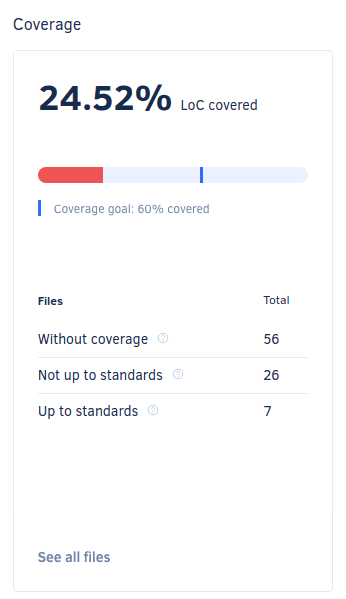 Coverage
24.52% LoC covered
Coverage goal: 60% covered
Files Total
Without coverage 56
Not up to standards 26
Up to standards 7
See all files